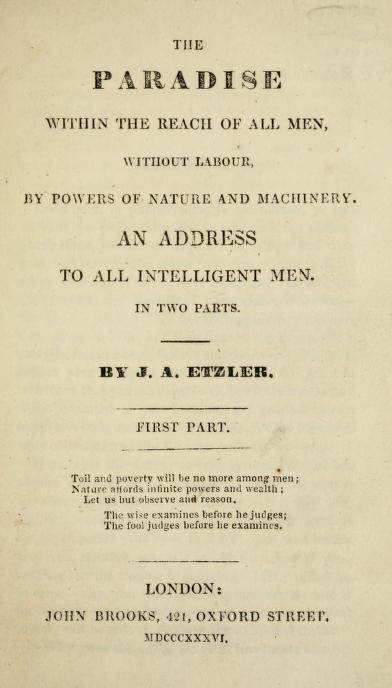 THE
PARADISE
WITHIN THE REACH OF ALL MEN,
WITHOUT LABOUR,
BY POWERS OF NATURE AND MACHINERY.
AN ADDRESS
TO ALL INTELLIGENT MEN.
IN TWO PARTS.
BY J. A. ETZLER.
FIRST PART.
Toil and poverty will be no more among men;
Nature affords infinite powers and wealth;
Let us but observe and reason.
The wise examines before he judges;
The fool judges before he examines.
LONDON:
JOHN BROOKS, 421, OXFORD STREET.
MDCCCXXXVI.